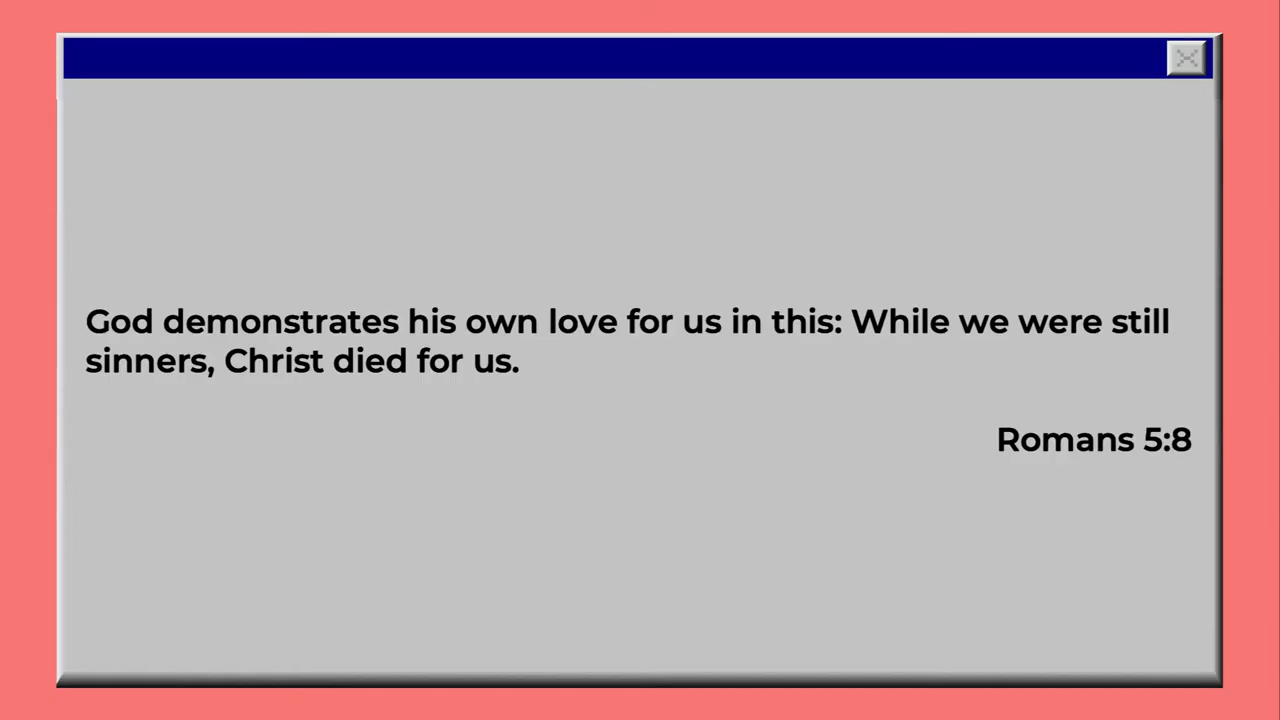 God demonstrates his own love for us in this: While we were still
sinners, Christ died for us.
Romans 5:8